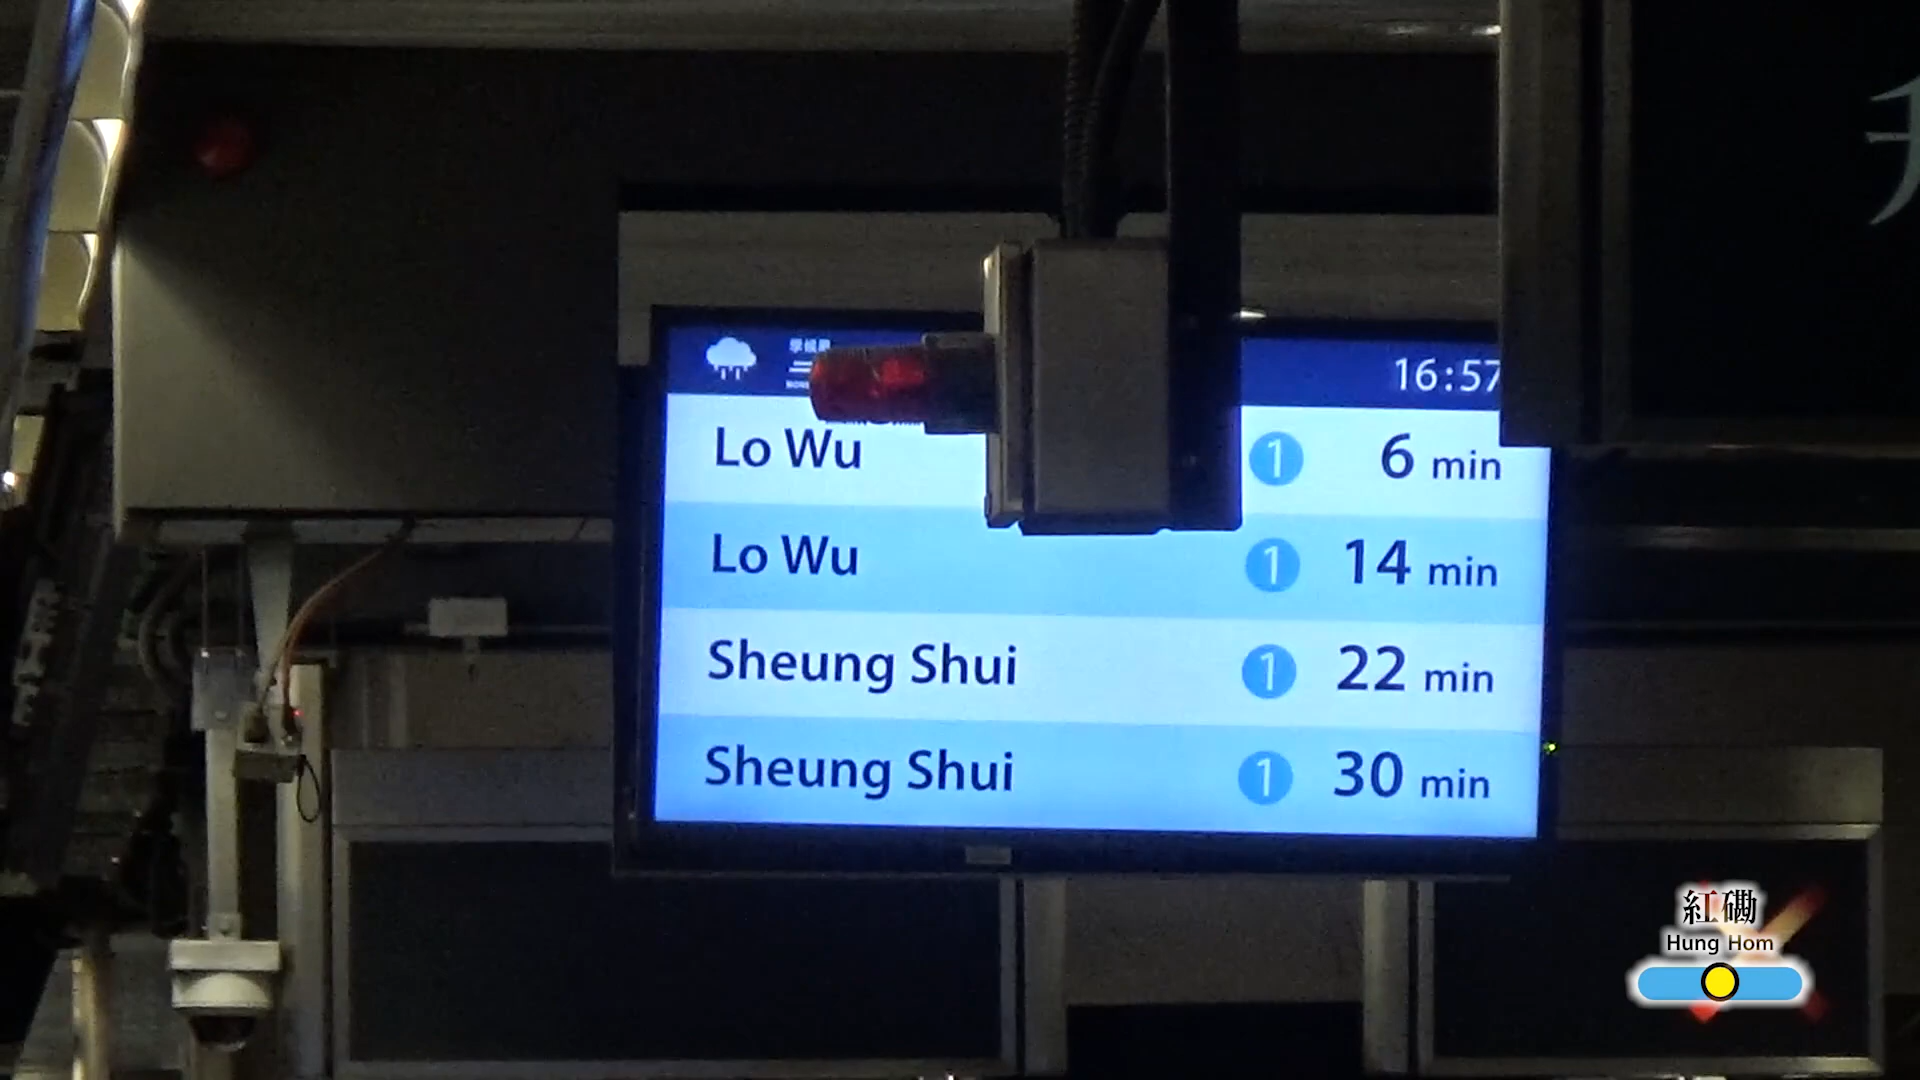 16:57
Lo Wu 1 6 min
Lo Wu 1 14 min
Sheung Shui 1 22 min
Sheung Shui 1 30 min
紅磡
Hung Hom